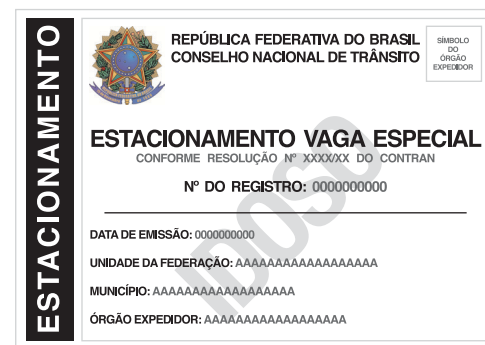 ESTACIONAMENTO
REPÚBLICA FEDERATIVA DO BRASIL
CONSELHO NACIONAL DE TRÂNSITO
SÍMBOLO
DO
ÓRGÃO
EXPEDIDOR
ESTACIONAMENTO VAGA ESPECIAL
CONFORME RESOLUÇÃO Nº XXXX/XX DO CONTRAN
Nº DO REGISTRO: 0000000000
IDOSO
DATA DE EMISSÃO: 0000000000
UNIDADE DA FEDERAÇÃO: AAAAAAAAAAAAAAAAAA
MUNICÍPIO: AAAAAAAAAAAAAAAAAA
ÓRGÃO EXPEDIDOR: AAAAAAAAAAAAAAAAAA